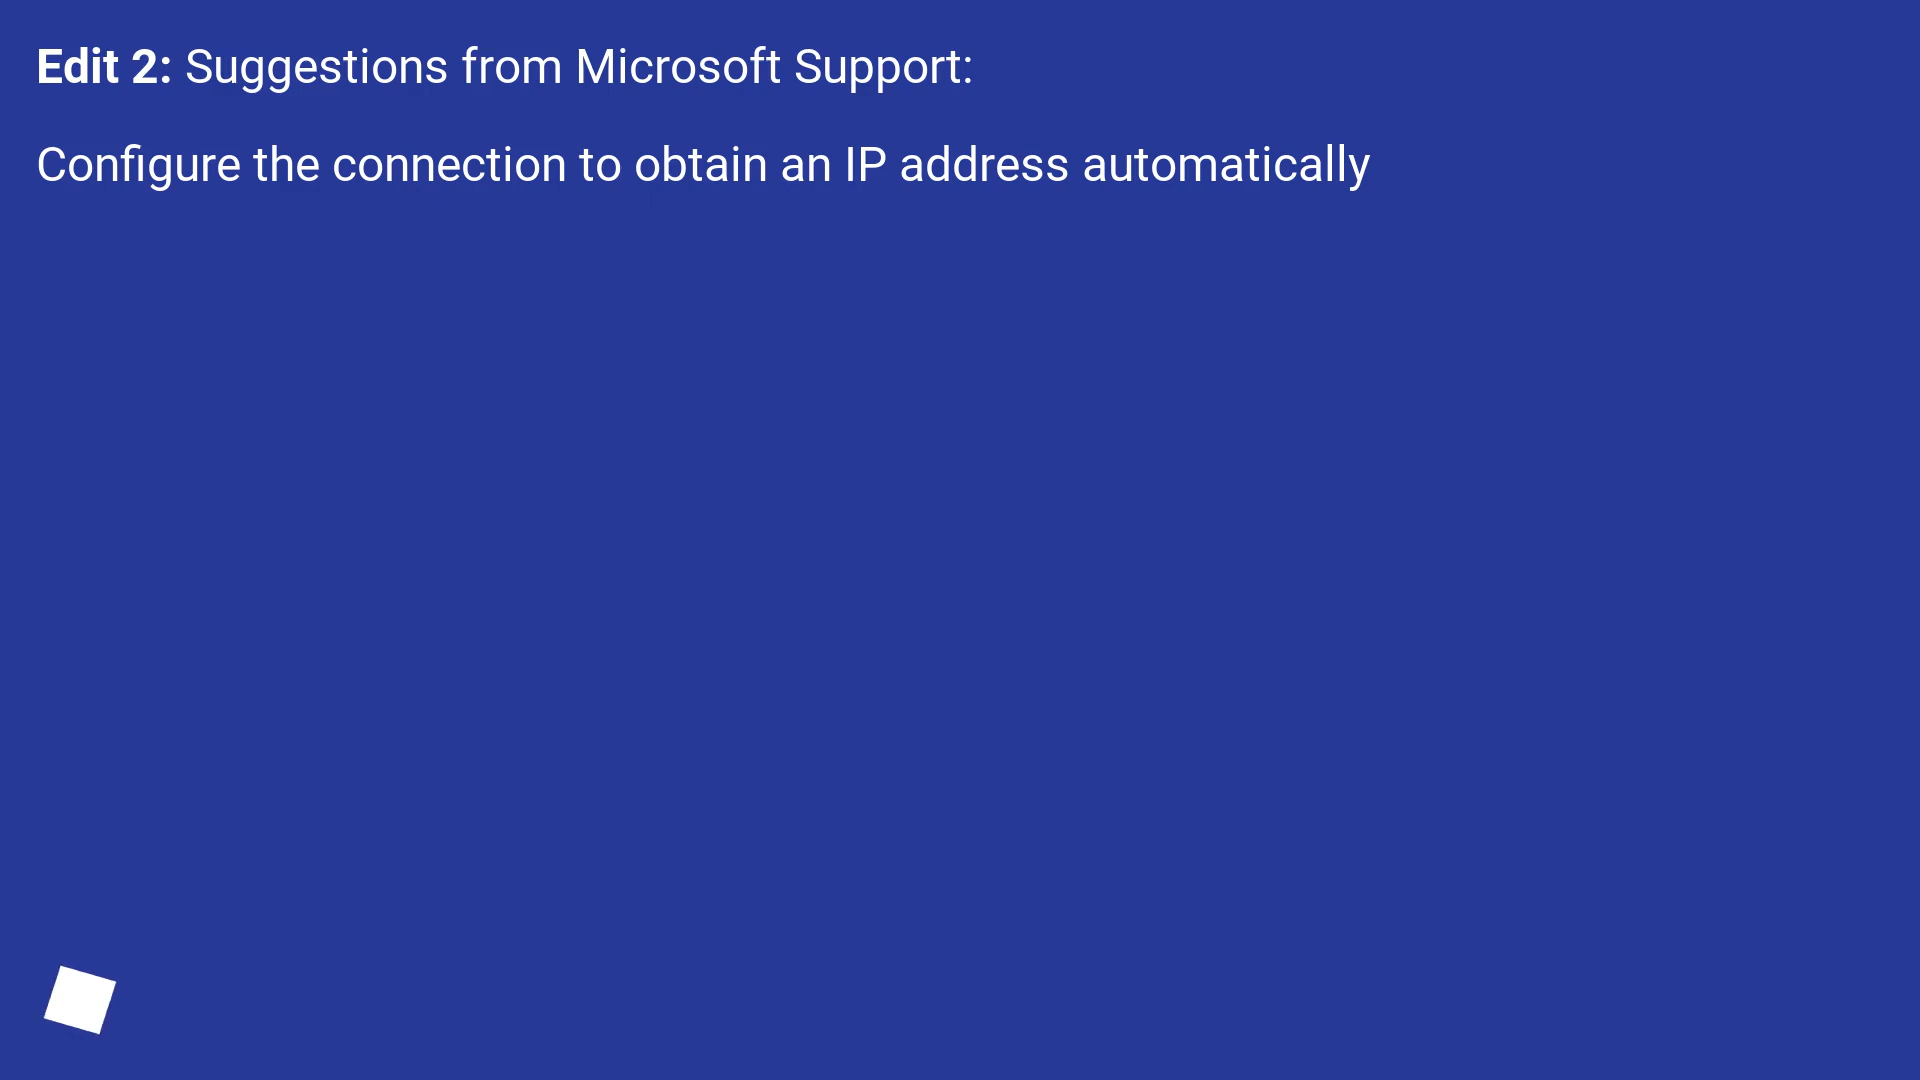 Edit 2: Suggestions from Microsoft Support:
Configure the connection to obtain an IP address automatically